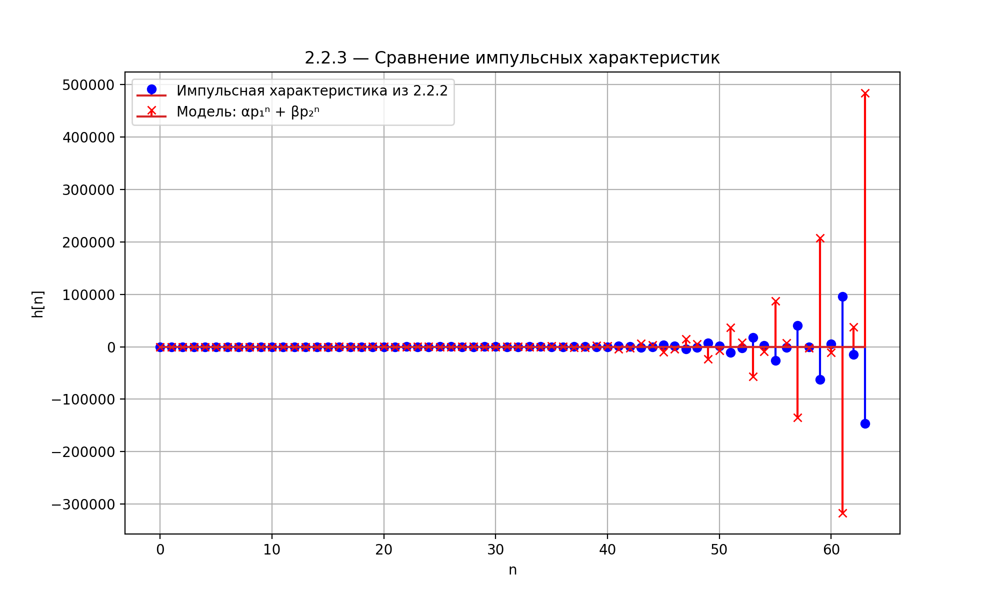 2.2.3 — Сравнение импульсных характеристик
Импульсная характеристика из 2.2.2
Модель: αp₁ⁿ + βp₂ⁿ
500000
400000
300000
200000
100000
0
−100000
−200000
−300000
h[n]
0 10 20 30 40 50 60
n